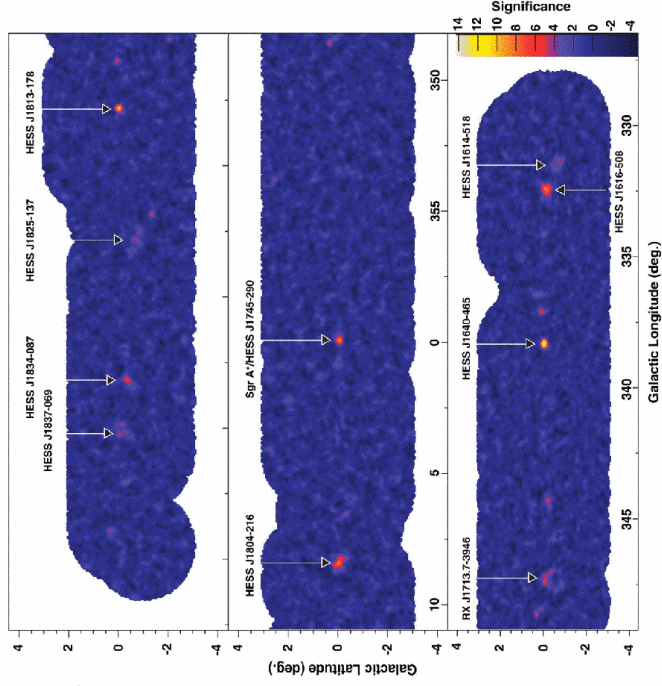 Significance
14 12 10 8 6 4 2 0 -2 -4
HESS J1813-178
HESS J1825-137
HESS J1834-087
HESS J1837-069
4 2 0 -2 -4
Sgr A*/HESS J1745-290
HESS J1804-216
350
355
0
5
10
4 2 0 -2 -4
HESS J1614-518
HESS J1616-508
HESS J1640-465
RX J1713.7-3946
330
335
340
345
4 2 0 -2 -4
Galactic Longitude (deg.)
Galactic Latitude (deg.)